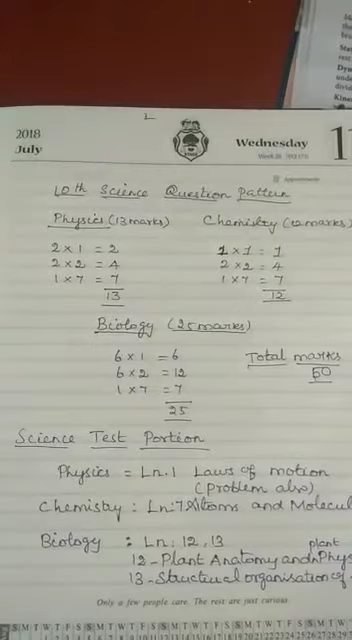 2018
July
Wednesday
1
10th Science Question Pattern
Physics (13 marks) Chemistry (12 marks)
2 x 1 = 2 1 x 1 = 1
2 x 2 = 4 2 x 2 = 4
1 x 7 = 7 1 x 7 = 7
13 12
Biology (25 marks)
6 x 1 = 6 Total marks
6 x 2 = 12 50
1 x 7 = 7
25
Science Test Portion
Physics = Ln.1 Laws of motion
(Problem also)
Chemistry : Ln:7 Atoms and Molecul
Biology : Ln: 12, 13 plant
12 - Plant Anatomy and Phys
13 - Structural organisation of
Only a few people care. The rest are just curious.
S M T W T F S S M T W T F S S M T W T F S S M T W T F S S M T